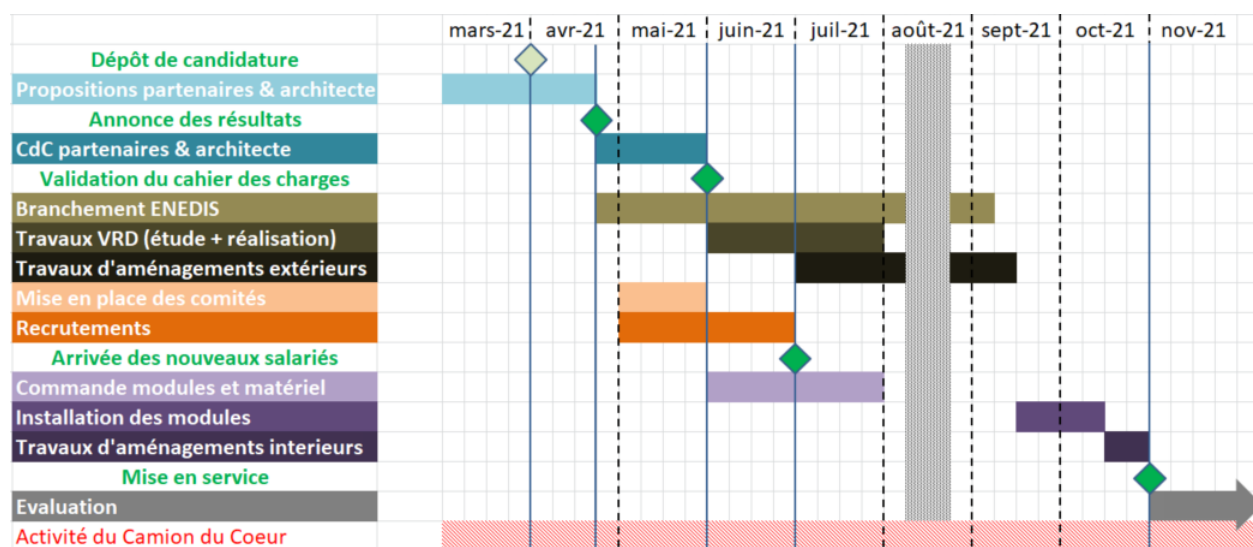 mars-21 avr-21 mai-21 juin-21 juil-21 août-21 sept-21 oct-21 nov-21
Dépôt de candidature
Propositions partenaires & architecte
Annonce des résultats
CdC partenaires & architecte
Validation du cahier des charges
Branchement ENEDIS
Travaux VRD (étude + réalisation)
Travaux d'aménagements extérieurs
Mise en place des comités
Recrutements
Arrivée des nouveaux salariés
Commande modules et matériel
Installation des modules
Travaux d'aménagements interieurs
Mise en service
Evaluation
Activité du Camion du Coeur